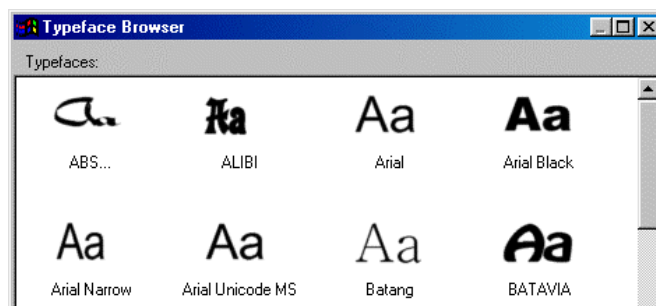 Typeface Browser
Typefaces:
Aa Aa Aa Aa
ABS... ALIBI Arial Arial Black
Aa Aa Aa Aa
Arial Narrow Arial Unicode MS Batang BATAVIA